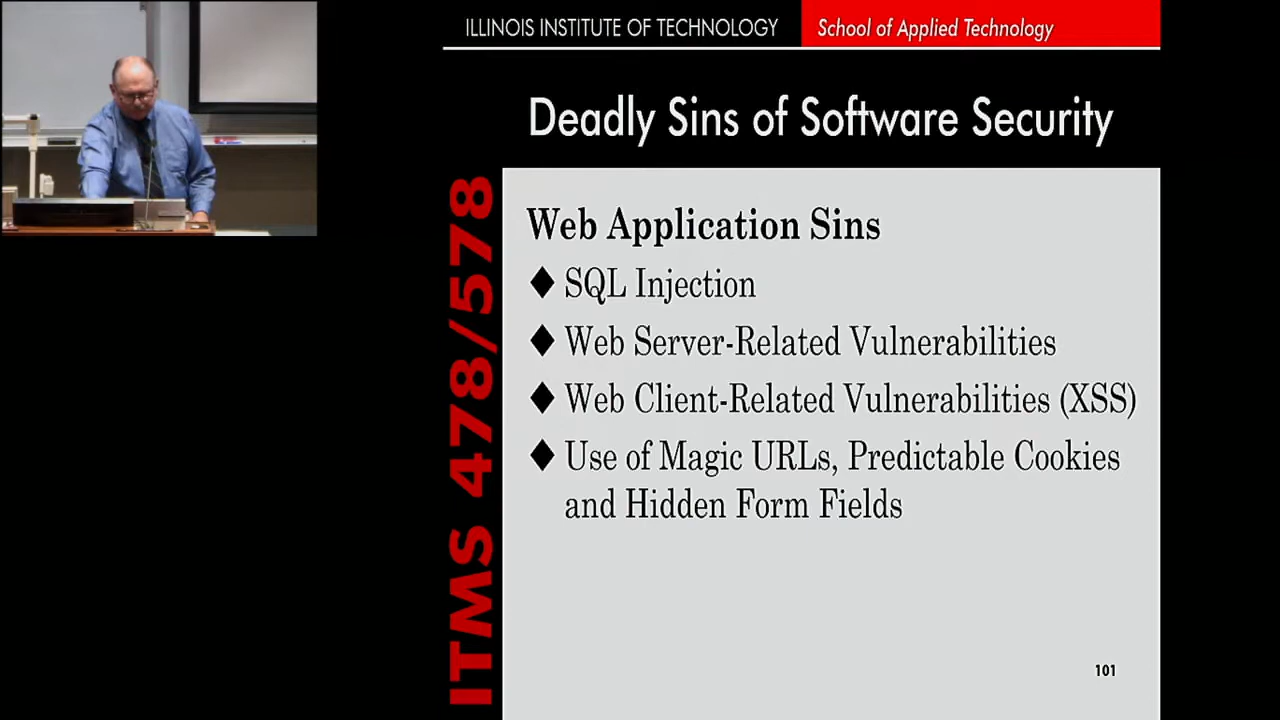 ILLINOIS INSTITUTE OF TECHNOLOGY School of Applied Technology
Deadly Sins of Software Security
ITMS 478/578
Web Application Sins
♦ SQL Injection
♦ Web Server-Related Vulnerabilities
♦ Web Client-Related Vulnerabilities (XSS)
♦ Use of Magic URLs, Predictable Cookies
and Hidden Form Fields
101